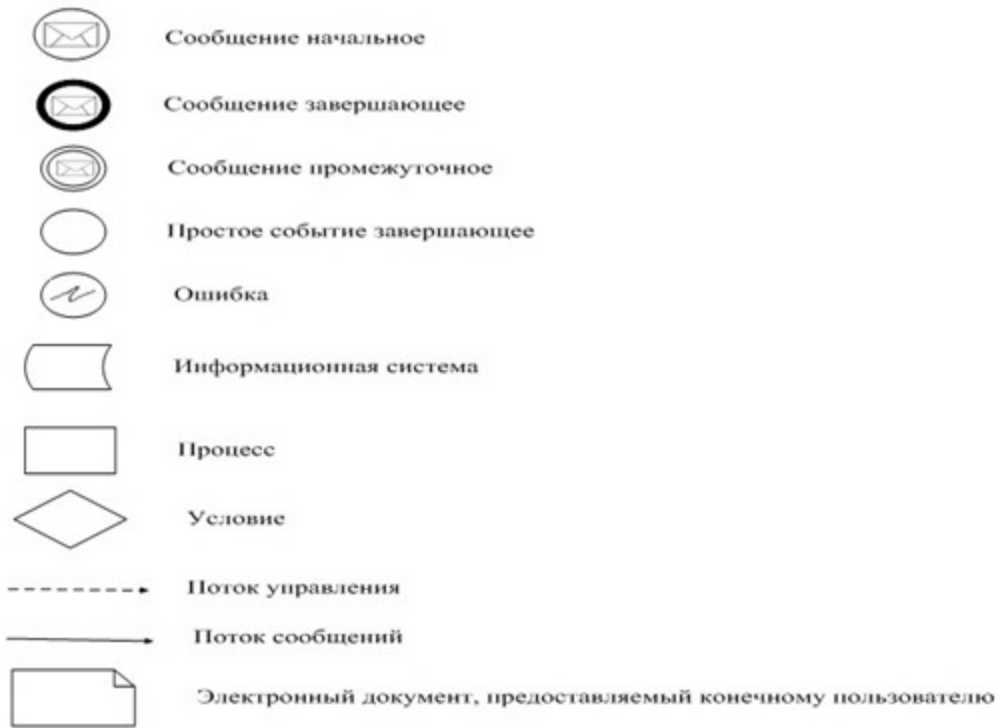 Сообщение начальное
Сообщение завершающее
Сообщение промежуточное
Простое событие завершающее
Ошибка
Информационная система
Процесс
Условие
Поток управления
Поток сообщений
Электронный документ, предоставляемый конечному пользователю